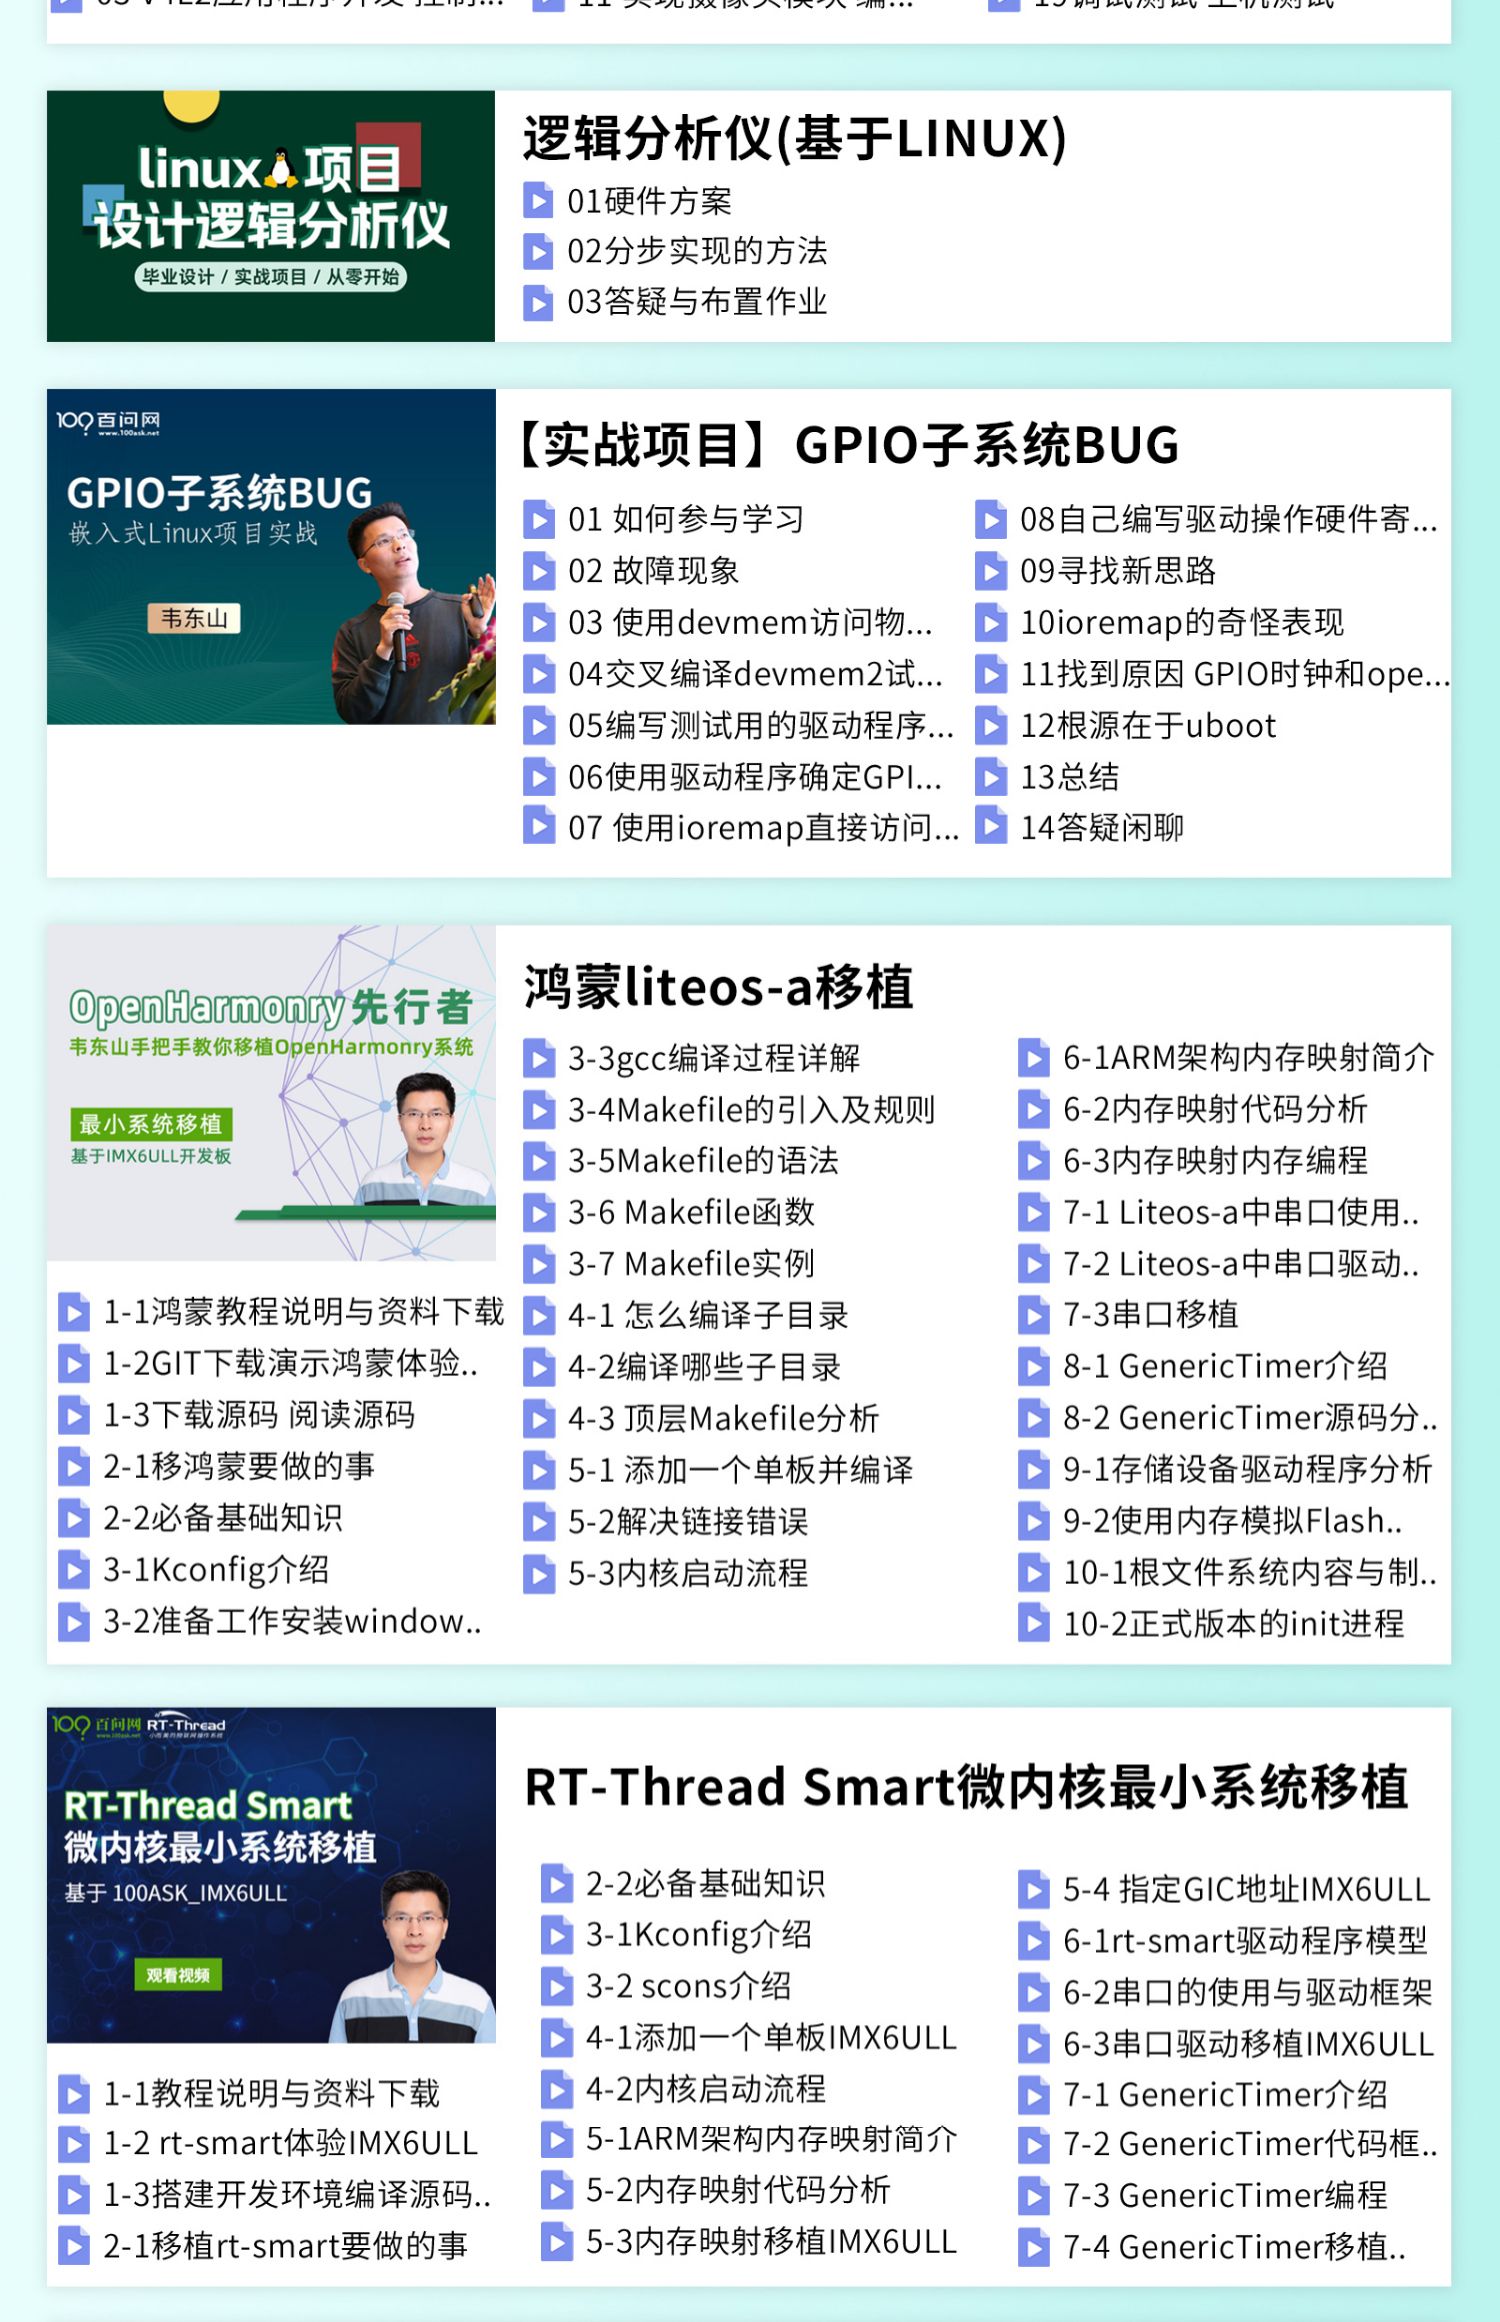 逻辑分析仪(基于LINUX)
linux项目
设计逻辑分析仪
毕业设计 / 实战项目 / 从零开始
01硬件方案
02分步实现的方法
03答疑与布置作业
100百问网
www.100ask.net
GPIO子系统BUG
嵌入式Linux项目实战
韦东山
【实战项目】GPIO子系统BUG
01 如何参与学习
02 故障现象
03 使用devmem访问物...
04交叉编译devmem2试...
05编写测试用的驱动程序...
06使用驱动程序确定GPI...
07 使用ioremap直接访问...
08自己编写驱动操作硬件寄...
09寻找新思路
10ioremap的奇怪表现
11找到原因 GPIO时钟和ope...
12根源在于uboot
13总结
14答疑闲聊
OpenHarmonry先行者
韦东山手把手教你移植OpenHarmonry系统
最小系统移植
基于IMX6ULL开发板
鸿蒙liteos-a移植
1-1鸿蒙教程说明与资料下载
1-2GIT下载演示鸿蒙体验..
1-3下载源码 阅读源码
2-1移鸿蒙要做的事
2-2必备基础知识
3-1Kconfig介绍
3-2准备工作安装window..
3-3gcc编译过程详解
3-4Makefile的引入及规则
3-5Makefile的语法
3-6 Makefile函数
3-7 Makefile实例
4-1 怎么编译子目录
4-2编译哪些子目录
4-3 顶层Makefile分析
5-1 添加一个单板并编译
5-2解决链接错误
5-3内核启动流程
6-1ARM架构内存映射简介
6-2内存映射代码分析
6-3内存映射内存编程
7-1 Liteos-a中串口使用..
7-2 Liteos-a中串口驱动..
7-3串口移植
8-1 GenericTimer介绍
8-2 GenericTimer源码分..
9-1存储设备驱动程序分析
9-2使用内存模拟Flash..
10-1根文件系统内容与制..
10-2正式版本的init进程
100百问网 RT-Thread
RT-Thread Smart
微内核最小系统移植
基于 100ASK_IMX6ULL
观看视频
RT-Thread Smart微内核最小系统移植
1-1教程说明与资料下载
1-2 rt-smart体验IMX6ULL
1-3搭建开发环境编译源码..
2-1移植rt-smart要做的事
2-2必备基础知识
3-1Kconfig介绍
3-2 scons介绍
4-1添加一个单板IMX6ULL
4-2内核启动流程
5-1ARM架构内存映射简介
5-2内存映射代码分析
5-3内存映射移植IMX6ULL
5-4 指定GIC地址IMX6ULL
6-1rt-smart驱动程序模型
6-2串口的使用与驱动框架
6-3串口驱动移植IMX6ULL
7-1 GenericTimer介绍
7-2 GenericTimer代码框..
7-3 GenericTimer编程
7-4 GenericTimer移植..